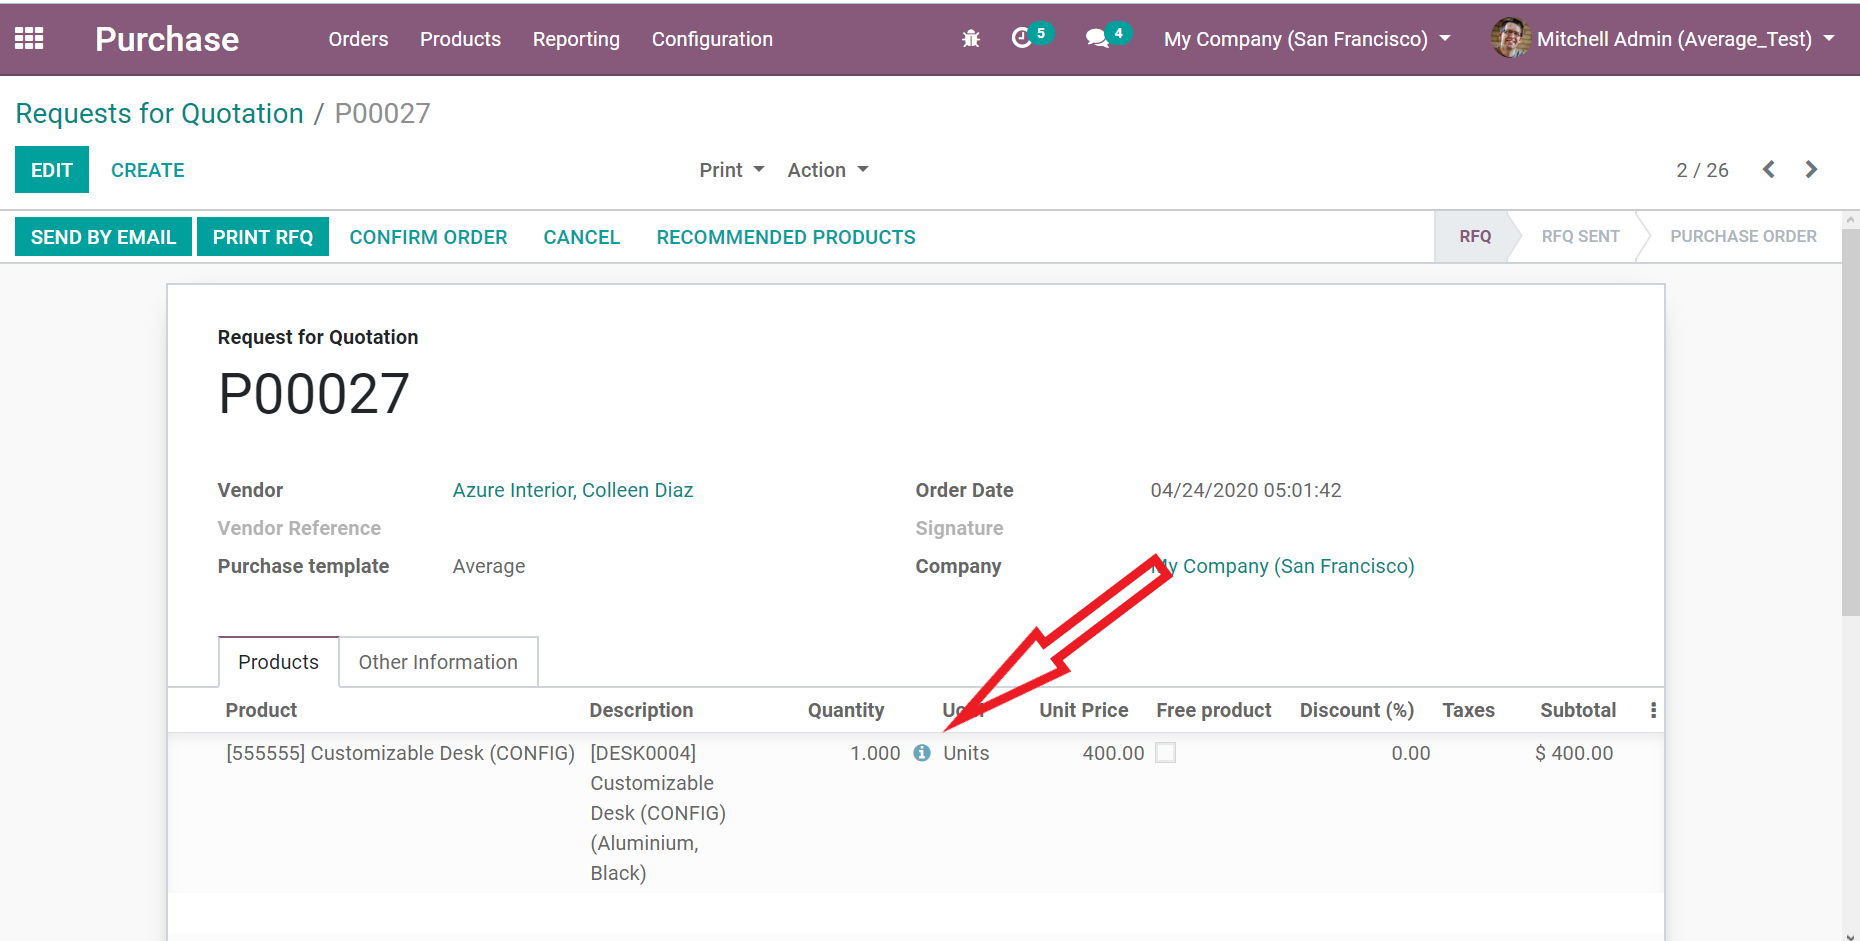 Purchase Orders Products Reporting Configuration 5 4 My Company (San Francisco) Mitchell Admin (Average_Test)
Requests for Quotation / P00027
EDIT CREATE Print Action 2 / 26
SEND BY EMAIL PRINT RFQ CONFIRM ORDER CANCEL RECOMMENDED PRODUCTS RFQ RFQ SENT PURCHASE ORDER
Request for Quotation
P00027
Vendor Azure Interior, Colleen Diaz Order Date 04/24/2020 05:01:42
Vendor Reference Signature
Purchase template Average Company My Company (San Francisco)
Products Other Information
Product Description Quantity Unit Price Free product Discount (%) Taxes Subtotal
[555555] Customizable Desk (CONFIG) [DESK0004] 1.000 Units 400.00 0.00 $ 400.00
Customizable
Desk (CONFIG)
(Aluminium,
Black)